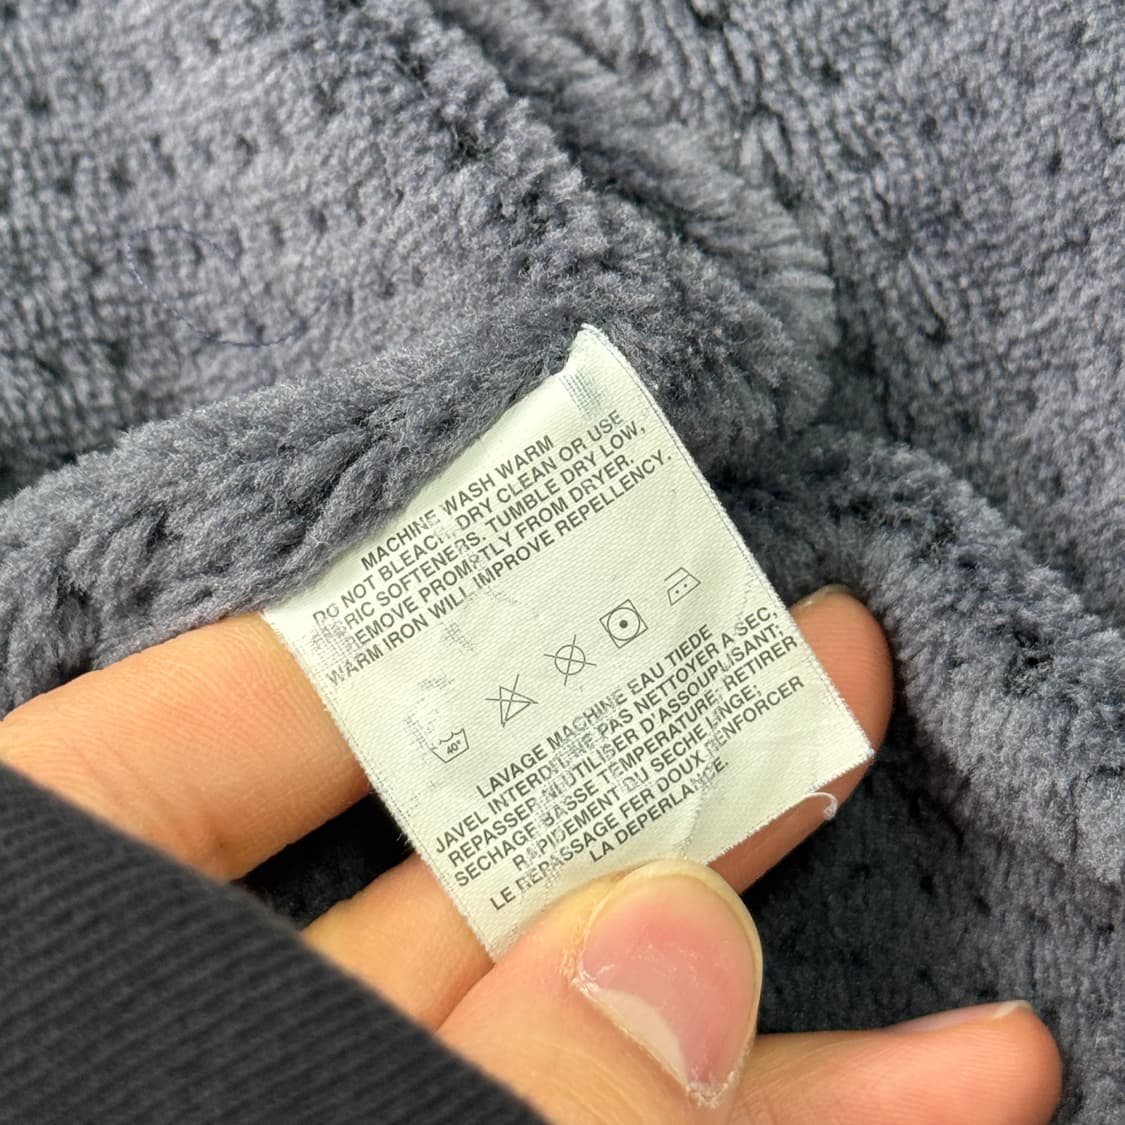 MACHINE WASH WARM
DO NOT BLEACH, DRY CLEAN OR USE
FABRIC SOFTENERS. TUMBLE DRY LOW,
REMOVE PROMPTLY FROM DRYER.
WARM IRON WILL IMPROVE REPELLENCY.
40°
LAVAGE MACHINE EAU TIEDE
JAVEL INTERDIT, NE PAS NETTOYER A SEC,
REPASSER NI UTILISER D'ASSOUPLISSANT;
SECHAGE BASSE TEMPERATURE; RETIRER
RAPIDEMENT DU SECHE LINGE;
LE REPASSAGE FER DOUX RENFORCER
LA DEPERLANCE.